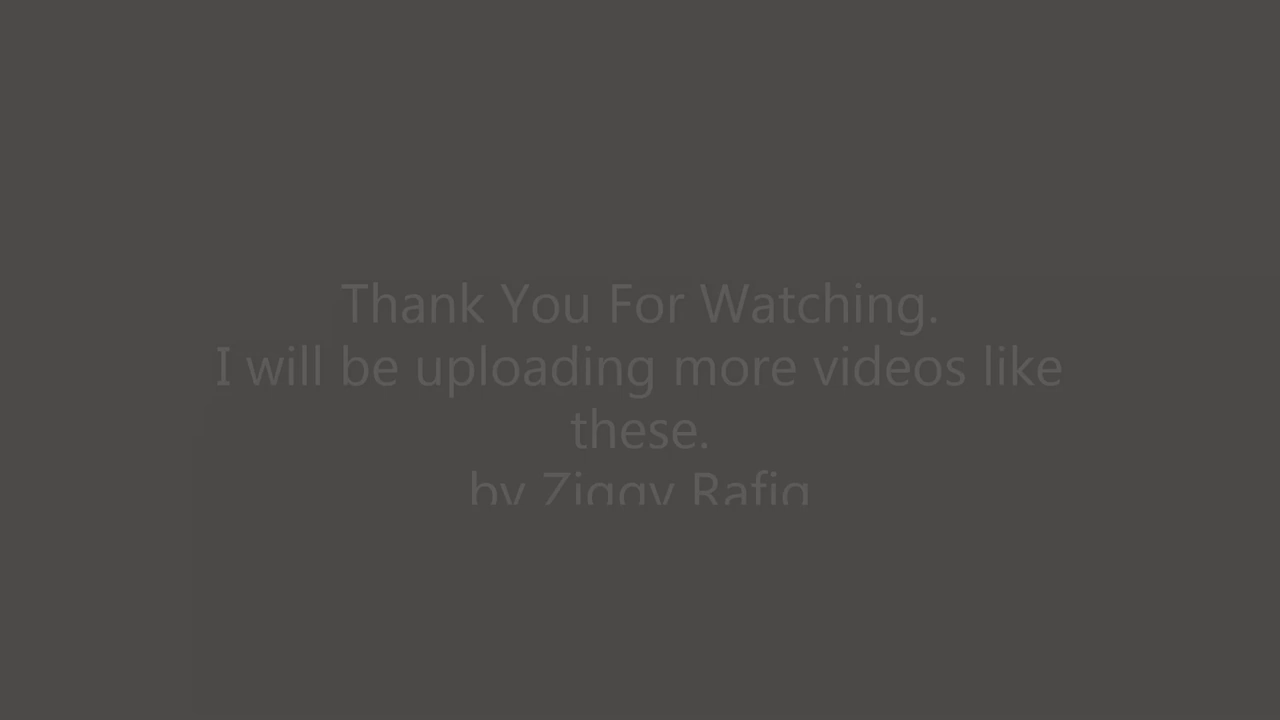 Thank You For Watching.
I will be uploading more videos like
these.
by Ziggy Rafiq